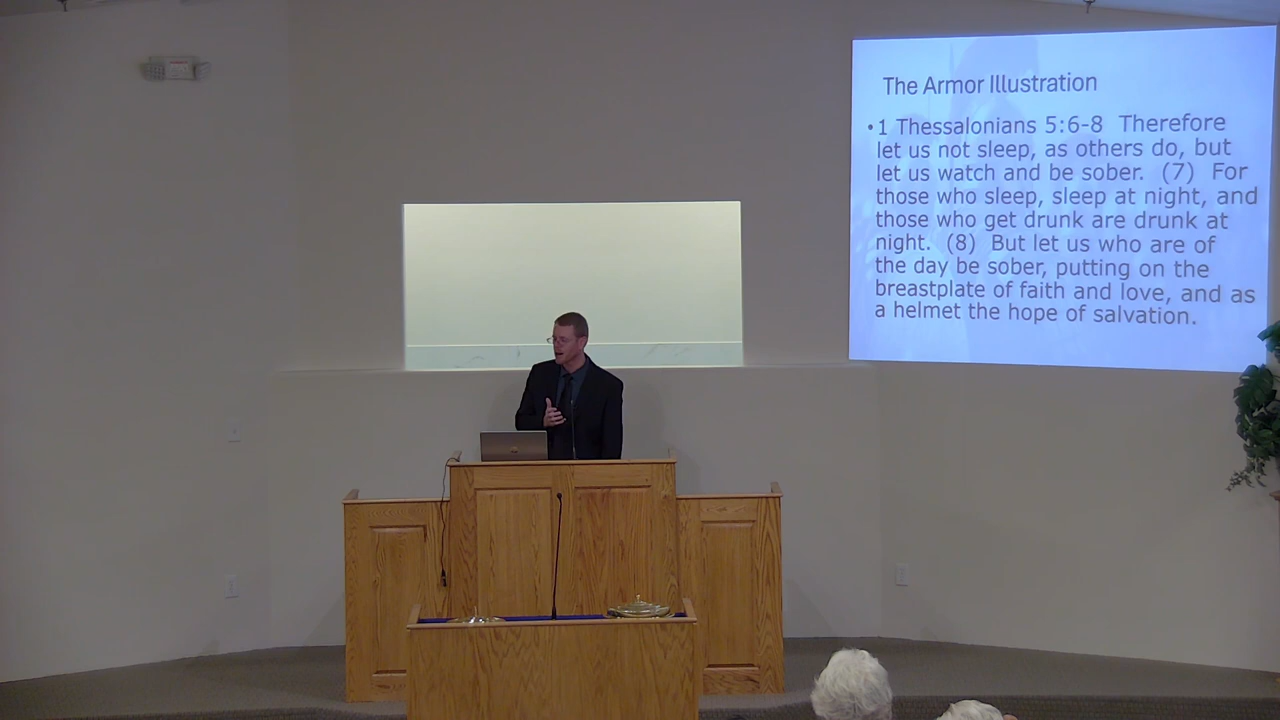 The Armor Illustration
•1 Thessalonians 5:6-8  Therefore
let us not sleep, as others do, but
let us watch and be sober.  (7)  For
those who sleep, sleep at night, and
those who get drunk are drunk at
night.  (8)  But let us who are of
the day be sober, putting on the
breastplate of faith and love, and as
a helmet the hope of salvation.